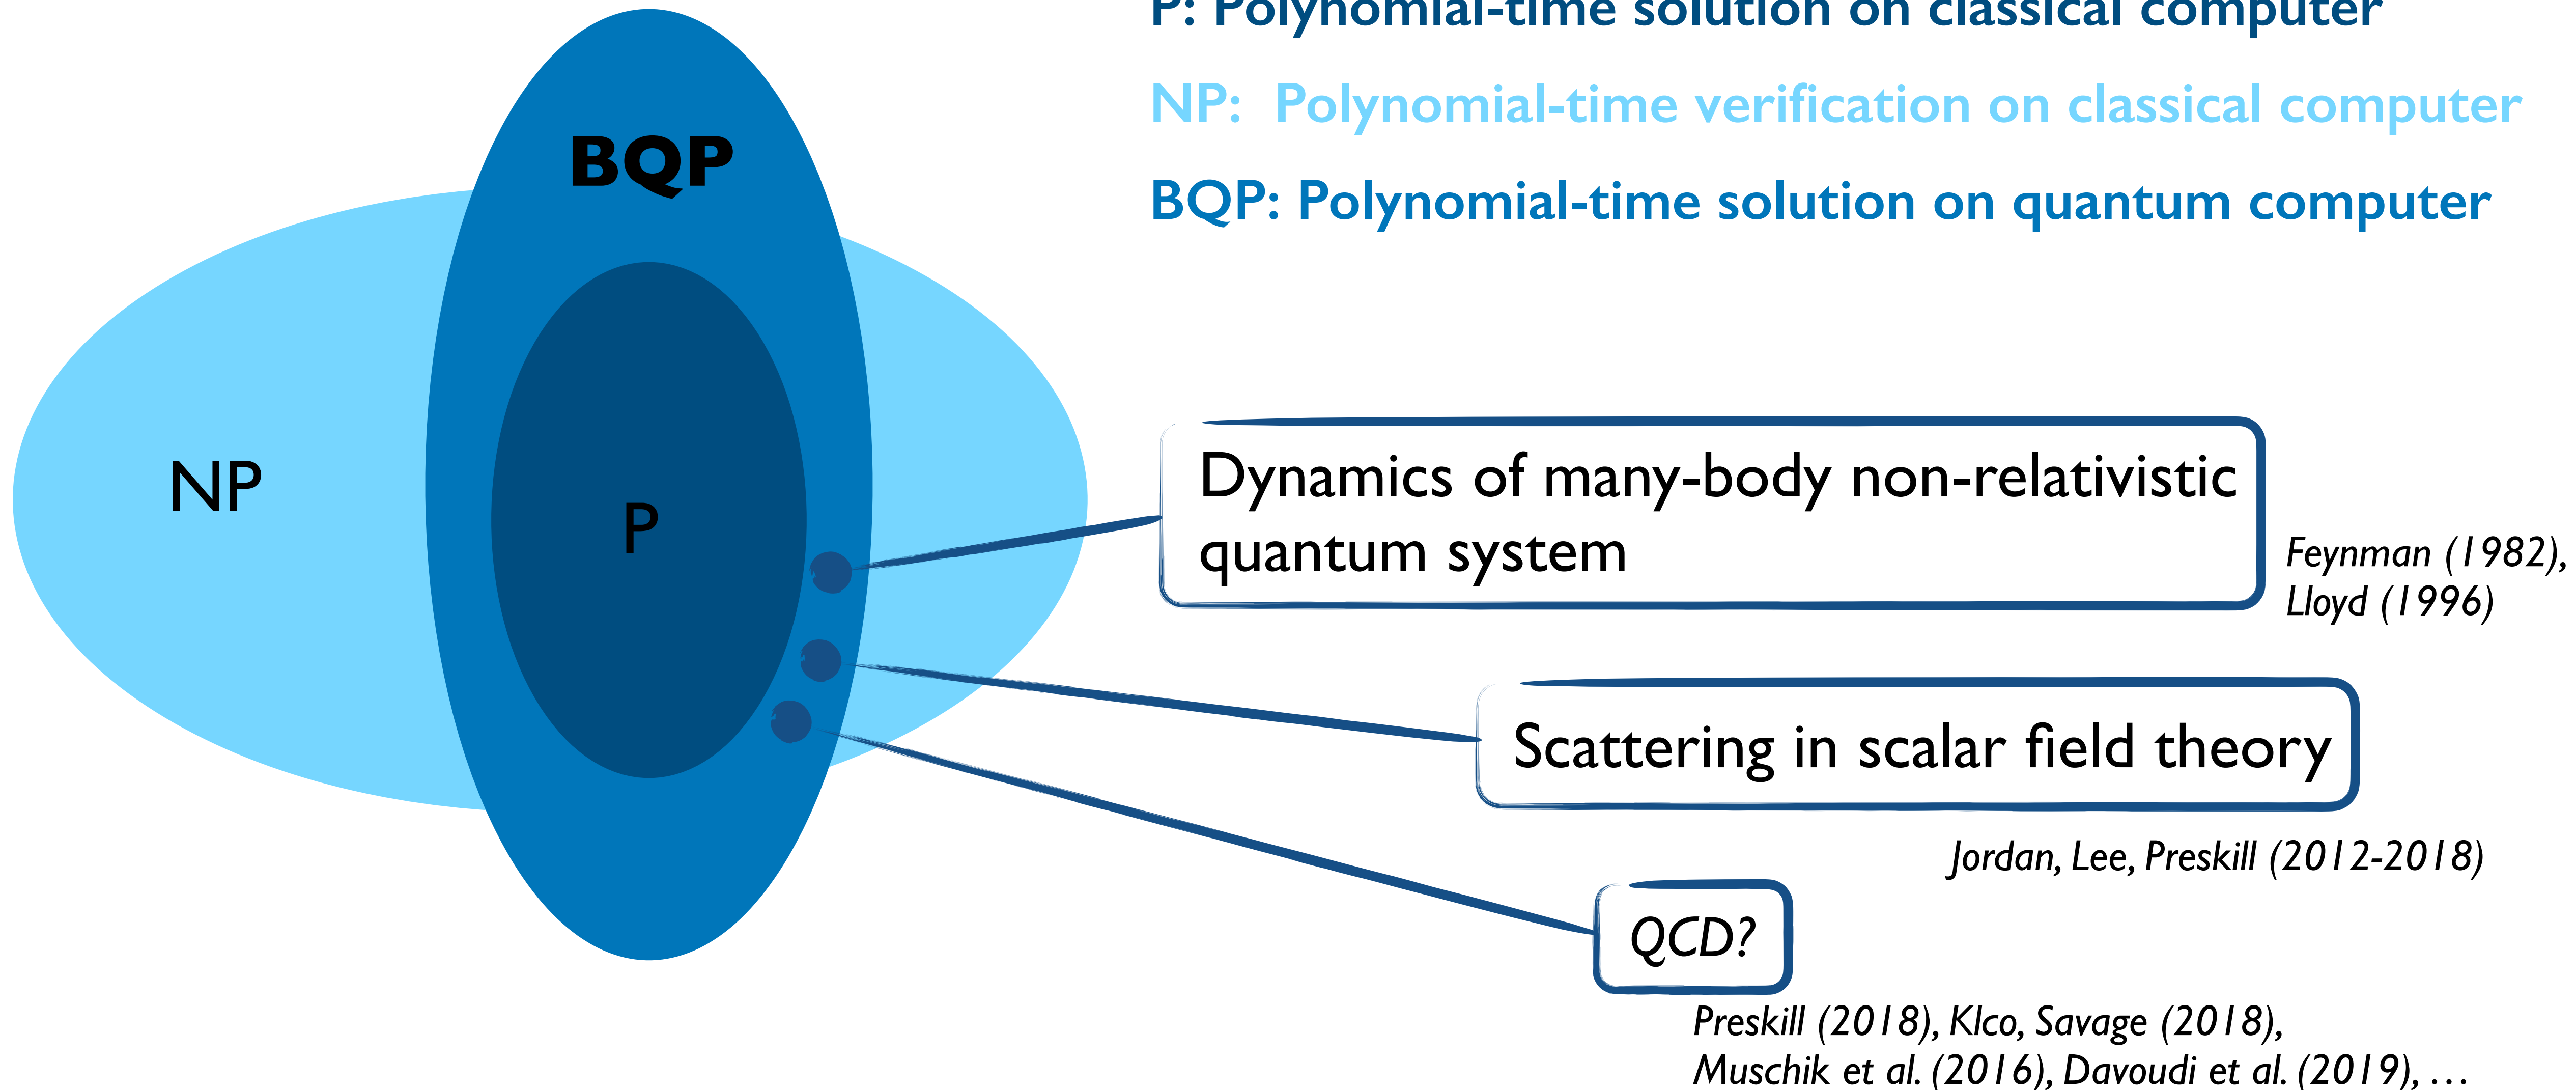 P: Polynomial-time solution on classical computer
NP: Polynomial-time verification on classical computer
BQP: Polynomial-time solution on quantum computer
BQP
NP
P
Dynamics of many-body non-relativistic
quantum system
Feynman (1982),
Lloyd (1996)
Scattering in scalar field theory
Jordan, Lee, Preskill (2012-2018)
QCD?
Preskill (2018), Klco, Savage (2018),
Muschik et al. (2016), Davoudi et al. (2019), …